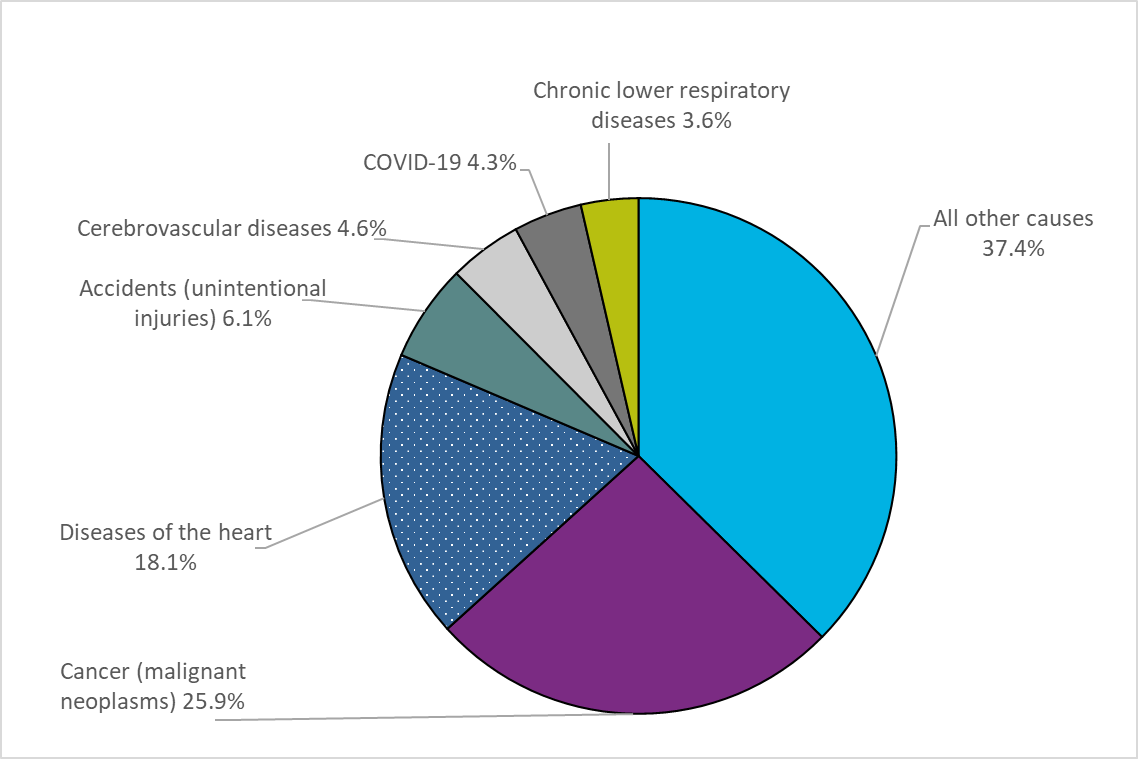 Chronic lower respiratory
diseases 3.6%
COVID-19 4.3%
All other causes
37.4%
Cerebrovascular diseases 4.6%
Accidents (unintentional
injuries) 6.1%
Diseases of the heart
18.1%
Cancer (malignant
neoplasms) 25.9%